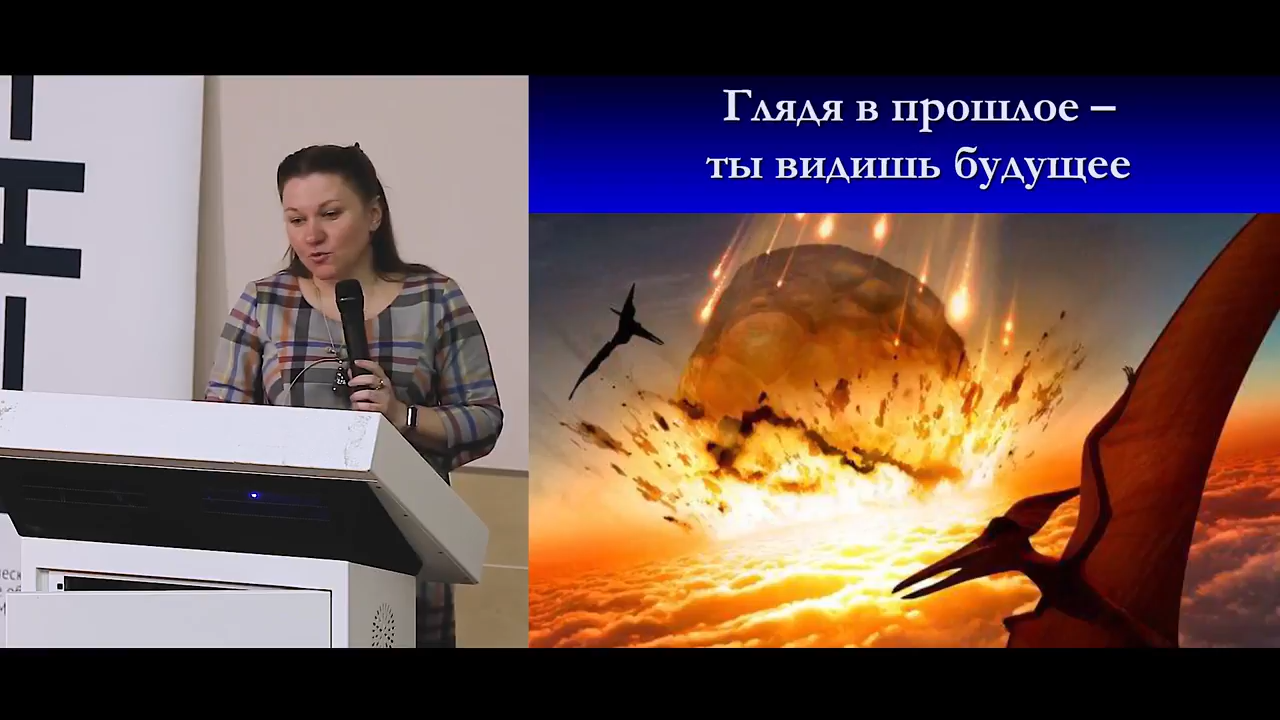 Глядя в прошлое –
ты видишь будущее